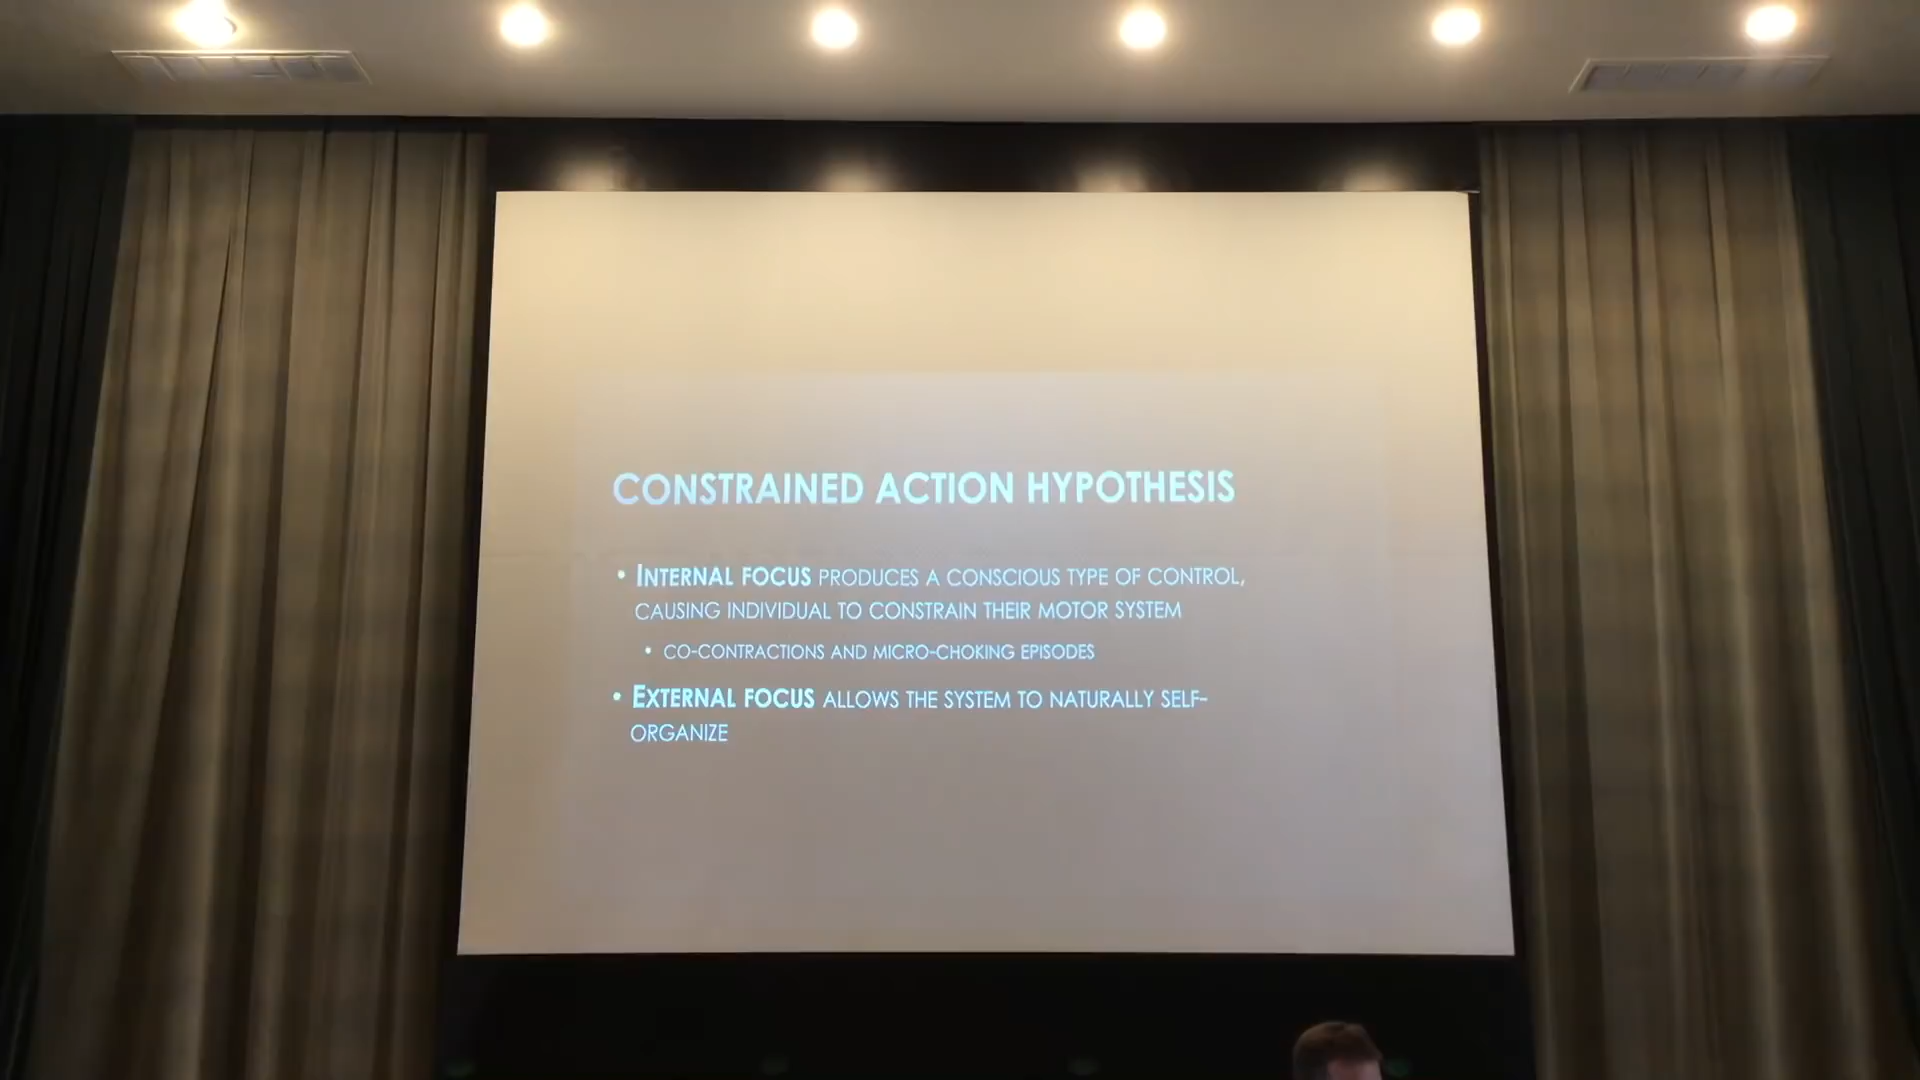 CONSTRAINED ACTION HYPOTHESIS
• INTERNAL FOCUS PRODUCES A CONSCIOUS TYPE OF CONTROL,
CAUSING INDIVIDUAL TO CONSTRAIN THEIR MOTOR SYSTEM
• CO-CONTRACTIONS AND MICRO-CHOKING EPISODES
• EXTERNAL FOCUS ALLOWS THE SYSTEM TO NATURALLY SELF-
ORGANIZE